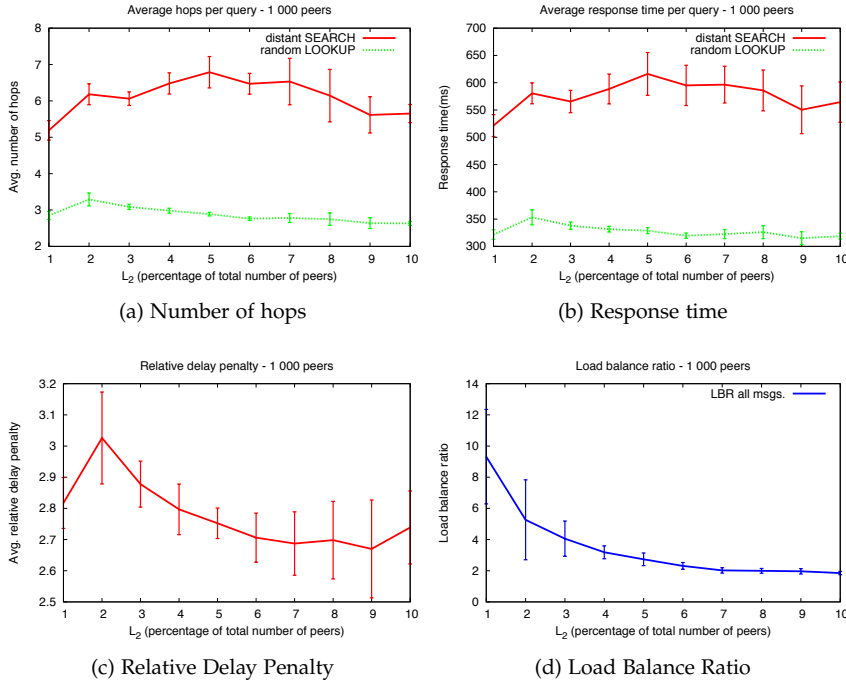 Average hops per query - 1 000 peers
distant SEARCH
random LOOKUP
8
7
6
5
4
3
2
Avg. number of hops
1 2 3 4 5 6 7 8 9 10
L2 (percentage of total number of peers)
(a) Number of hops
Average response time per query - 1 000 peers
distant SEARCH
random LOOKUP
700
650
600
550
500
450
400
350
300
Response time(ms)
1 2 3 4 5 6 7 8 9 10
L2 (percentage of total number of peers)
(b) Response time
Relative delay penalty - 1 000 peers
3.2
3.1
3
2.9
2.8
2.7
2.6
2.5
Avg. relative delay penalty
1 2 3 4 5 6 7 8 9 10
L2 (percentage of total number of peers)
(c) Relative Delay Penalty
Load balance ratio - 1 000 peers
LBR all msgs.
14
12
10
8
6
4
2
0
Load balance ratio
1 2 3 4 5 6 7 8 9 10
L2 (percentage of total number of peers)
(d) Load Balance Ratio